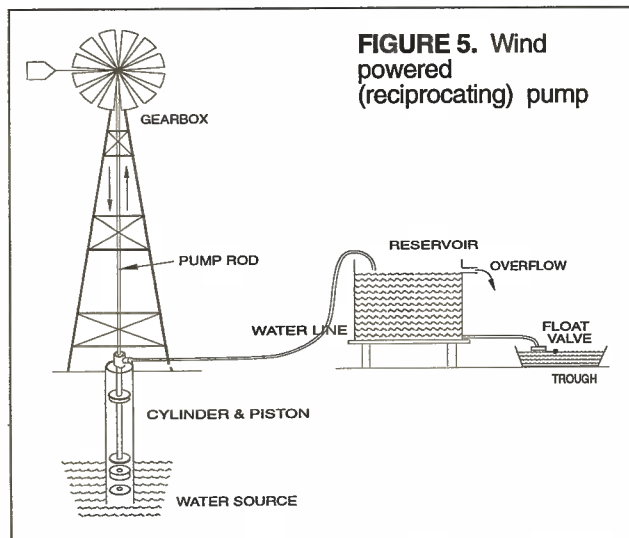 FIGURE 5. Wind
powered
(reciprocating) pump
GEARBOX
PUMP ROD
RESERVOIR
OVERFLOW
WATER LINE
FLOAT
VALVE
TROUGH
CYLINDER & PISTON
WATER SOURCE